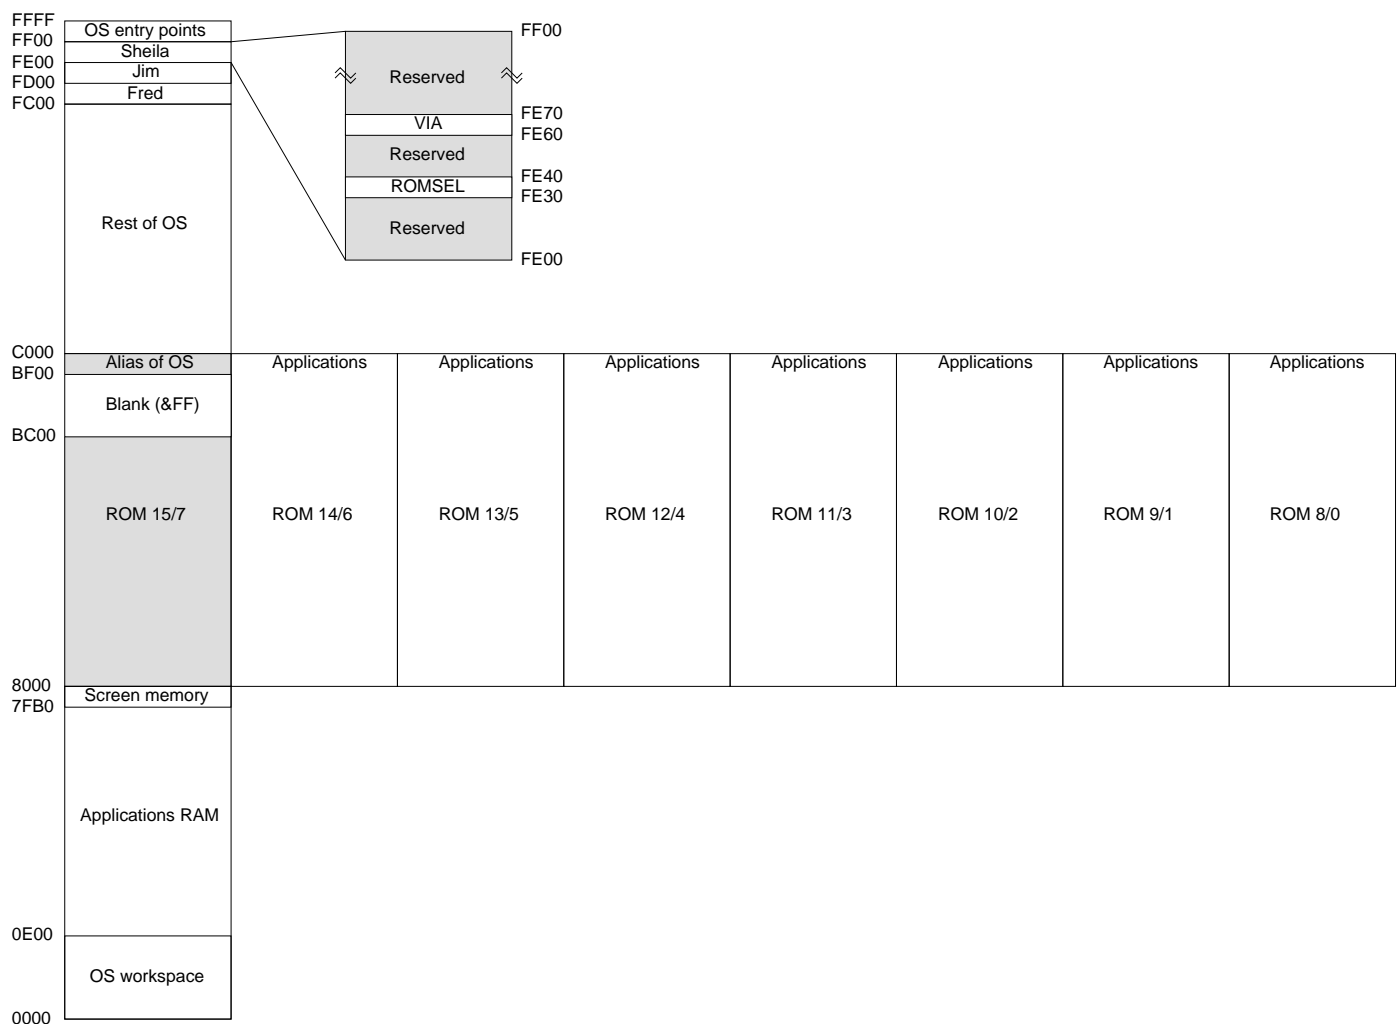 FFFF
OS entry points
FF00
FF00
Sheila
FE00
Jim
Reserved
FD00
Fred
FC00
FE70
VIA
FE60
Reserved
FE40
ROMSEL
FE30
Rest of OS
Reserved
FE00
C000
Alias of OS Applications Applications Applications Applications Applications Applications Applications
BF00
Blank (&FF)
BC00
ROM 15/7 ROM 14/6 ROM 13/5 ROM 12/4 ROM 11/3 ROM 10/2 ROM 9/1 ROM 8/0
8000
Screen memory
7FB0
Applications RAM
0E00
OS workspace
0000